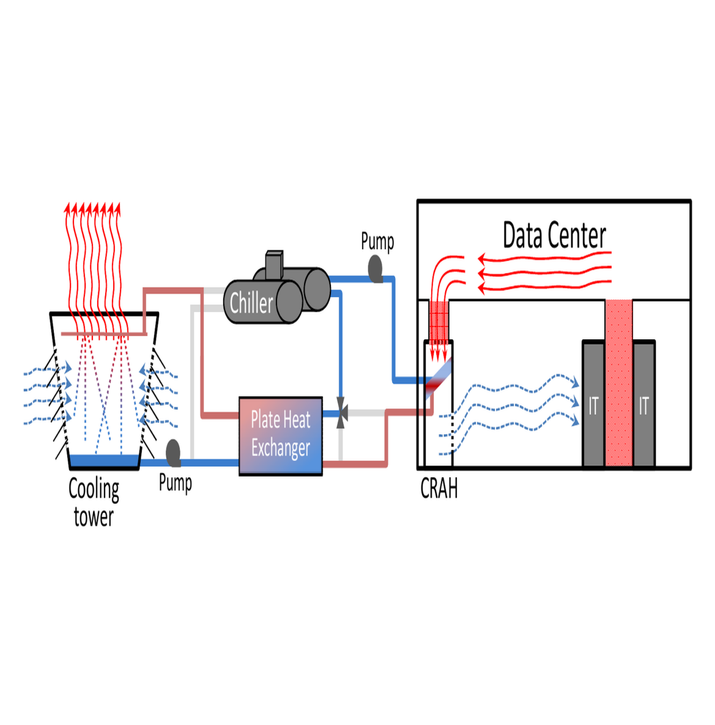 Data Center
Pump
Chiller
Plate Heat
Exchanger
IT
IT
Pump
Cooling
tower
CRAH